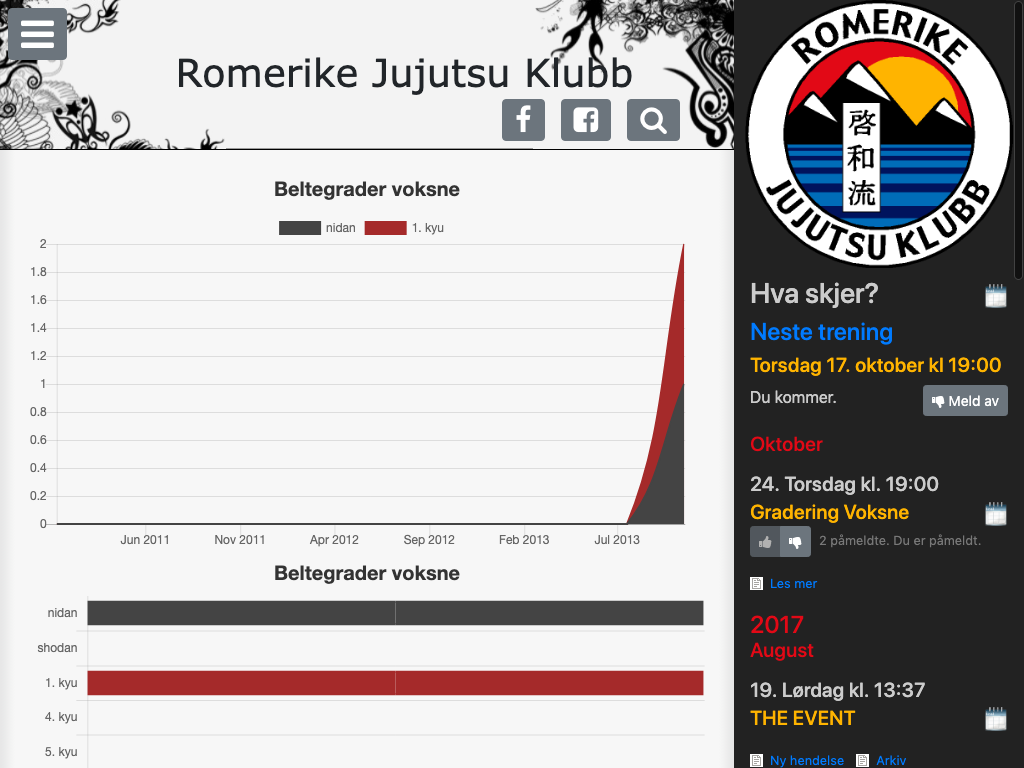 Romerike Jujutsu Klubb
Beltegrader voksne
nidan
1. kyu
2
1.8
1.6
1.4
1.2
1
0.8
0.6
0.4
0.2
0
Jun 2011
Nov 2011
Apr 2012
Sep 2012
Feb 2013
Jul 2013
Beltegrader voksne
nidan
shodan
1. kyu
4. kyu
5. kyu
ROMERIKE
啓和流
JUJUTSU KLUBB
Hva skjer?
Neste trening
Torsdag 17. oktober kl 19:00
Du kommer.
Meld av
Oktober
24. Torsdag kl. 19:00
Gradering Voksne
2 påmeldte. Du er påmeldt.
Les mer
2017
August
19. Lørdag kl. 13:37
THE EVENT
Ny hendelse
Arkiv